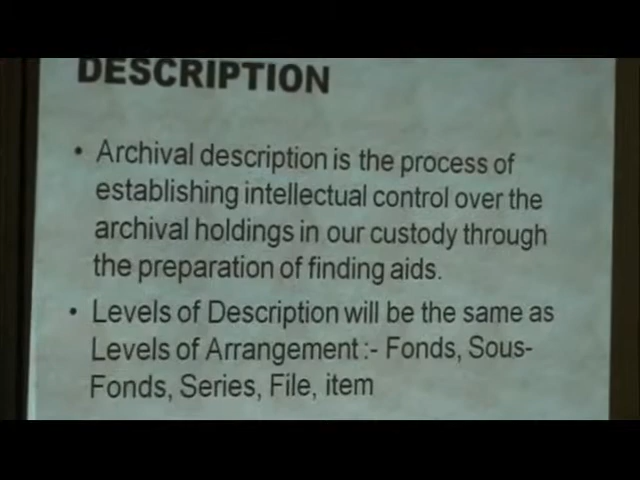 DESCRIPTION
• Archival description is the process of
establishing intellectual control over the
archival holdings in our custody through
the preparation of finding aids.
• Levels of Description will be the same as
Levels of Arrangement :- Fonds, Sous-
Fonds, Series, File, item